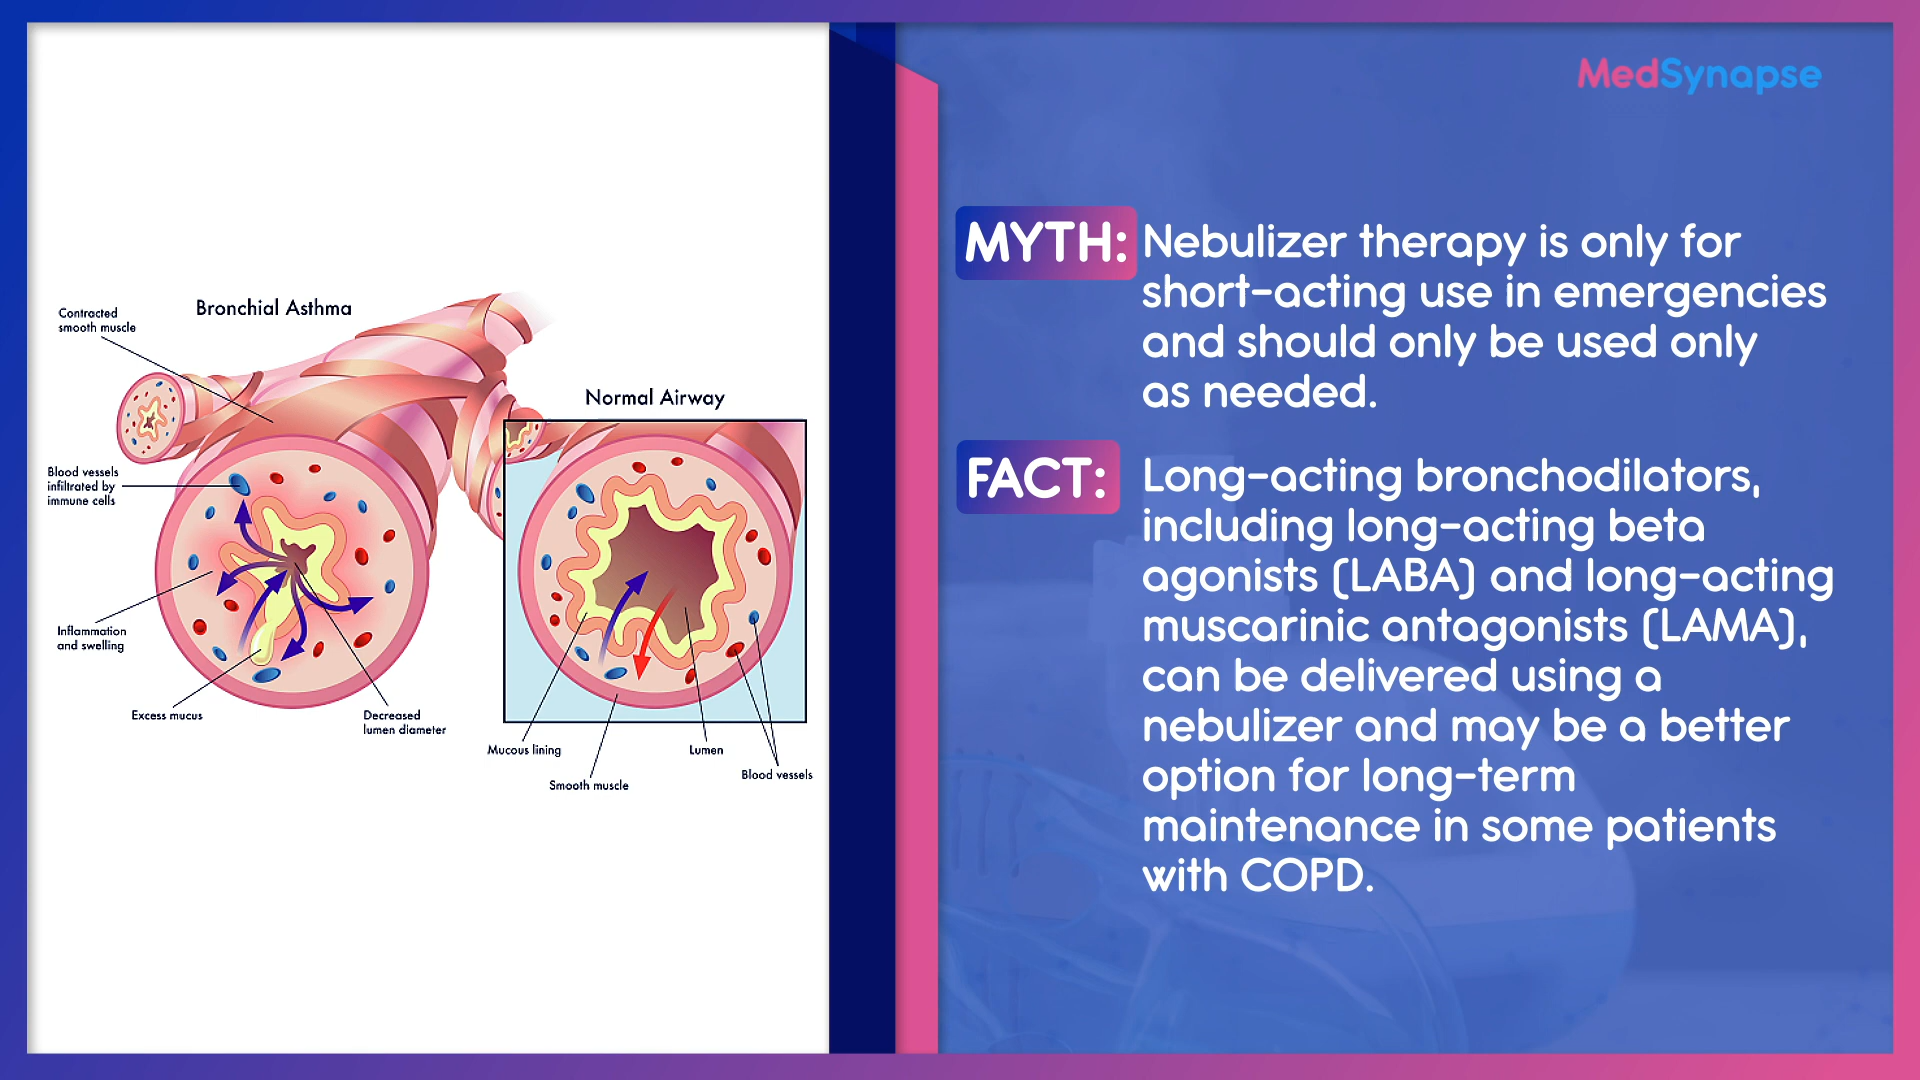 Bronchial Asthma
Contracted
smooth muscle
Blood vessels
infiltrated by
immune cells
Inflammation
and swelling
Excess mucus
Decreased
lumen diameter
Normal Airway
Mucous lining
Smooth muscle
Lumen
Blood vessels
MedSynapse
MYTH: Nebulizer therapy is only for
short-acting use in emergencies
and should only be used only
as needed.
FACT: Long-acting bronchodilators,
including long-acting beta
agonists (LABA) and long-acting
muscarinic antagonists (LAMA),
can be delivered using a
nebulizer and may be a better
option for long-term
maintenance in some patients
with COPD.